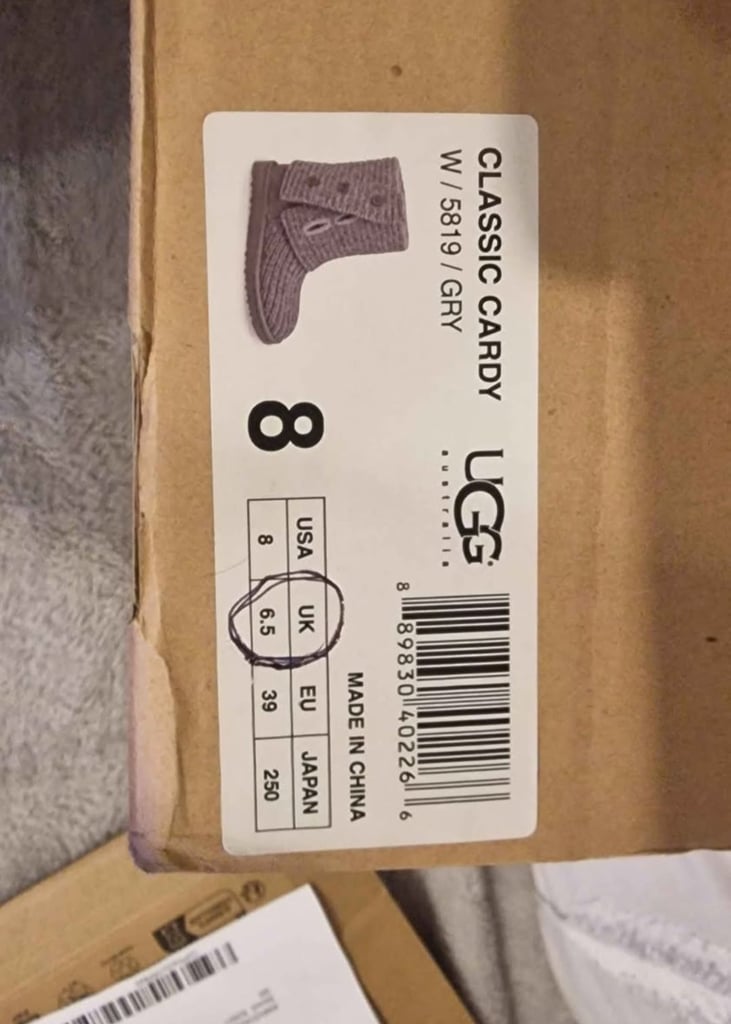 CLASSIC CARDY
W / 5819 / GRY
UGG
australia
8
8 89830 40226 6
MADE IN CHINA
USA UK EU JAPAN
8 6.5 39 250